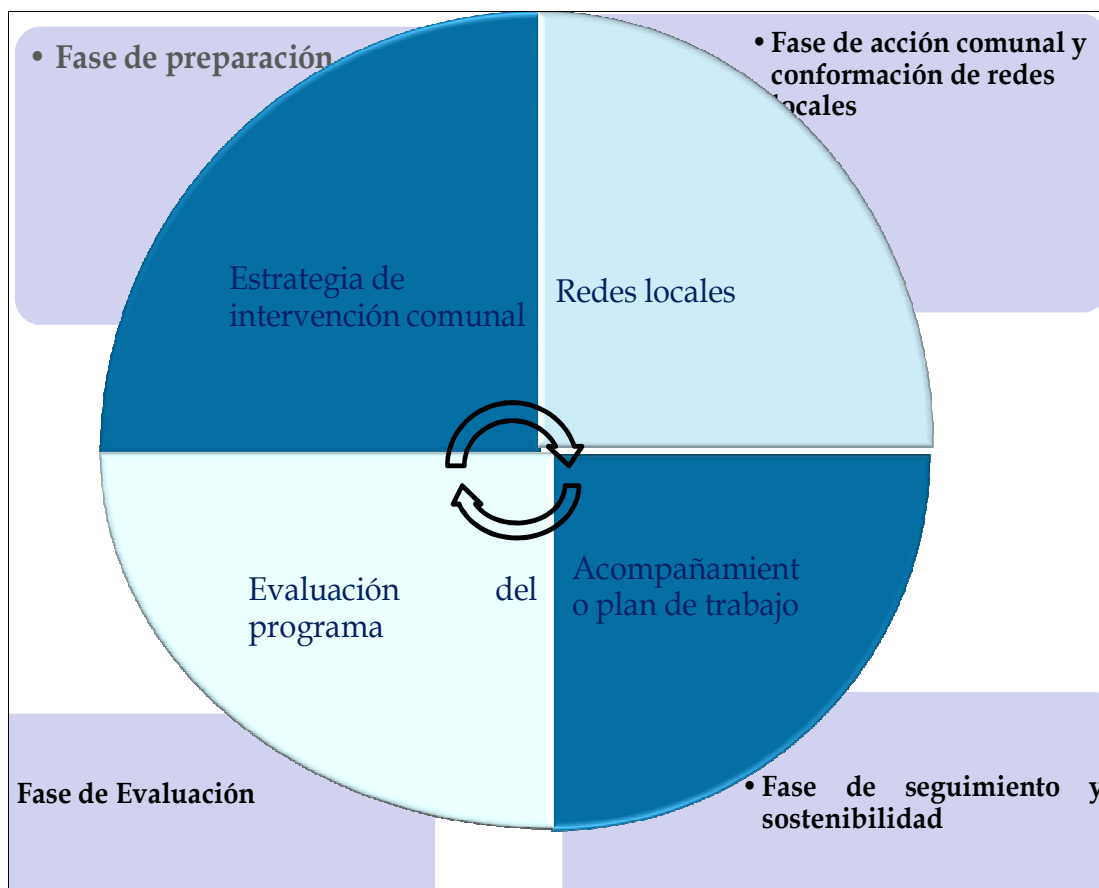 • Fase de preparación
• Fase de acción comunal y
conformación de redes
locales
Estrategia de
intervención comunal
Redes locales
Evaluación del
programa
Acompañamient
o plan de trabajo
Fase de Evaluación
• Fase de seguimiento y
sostenibilidad